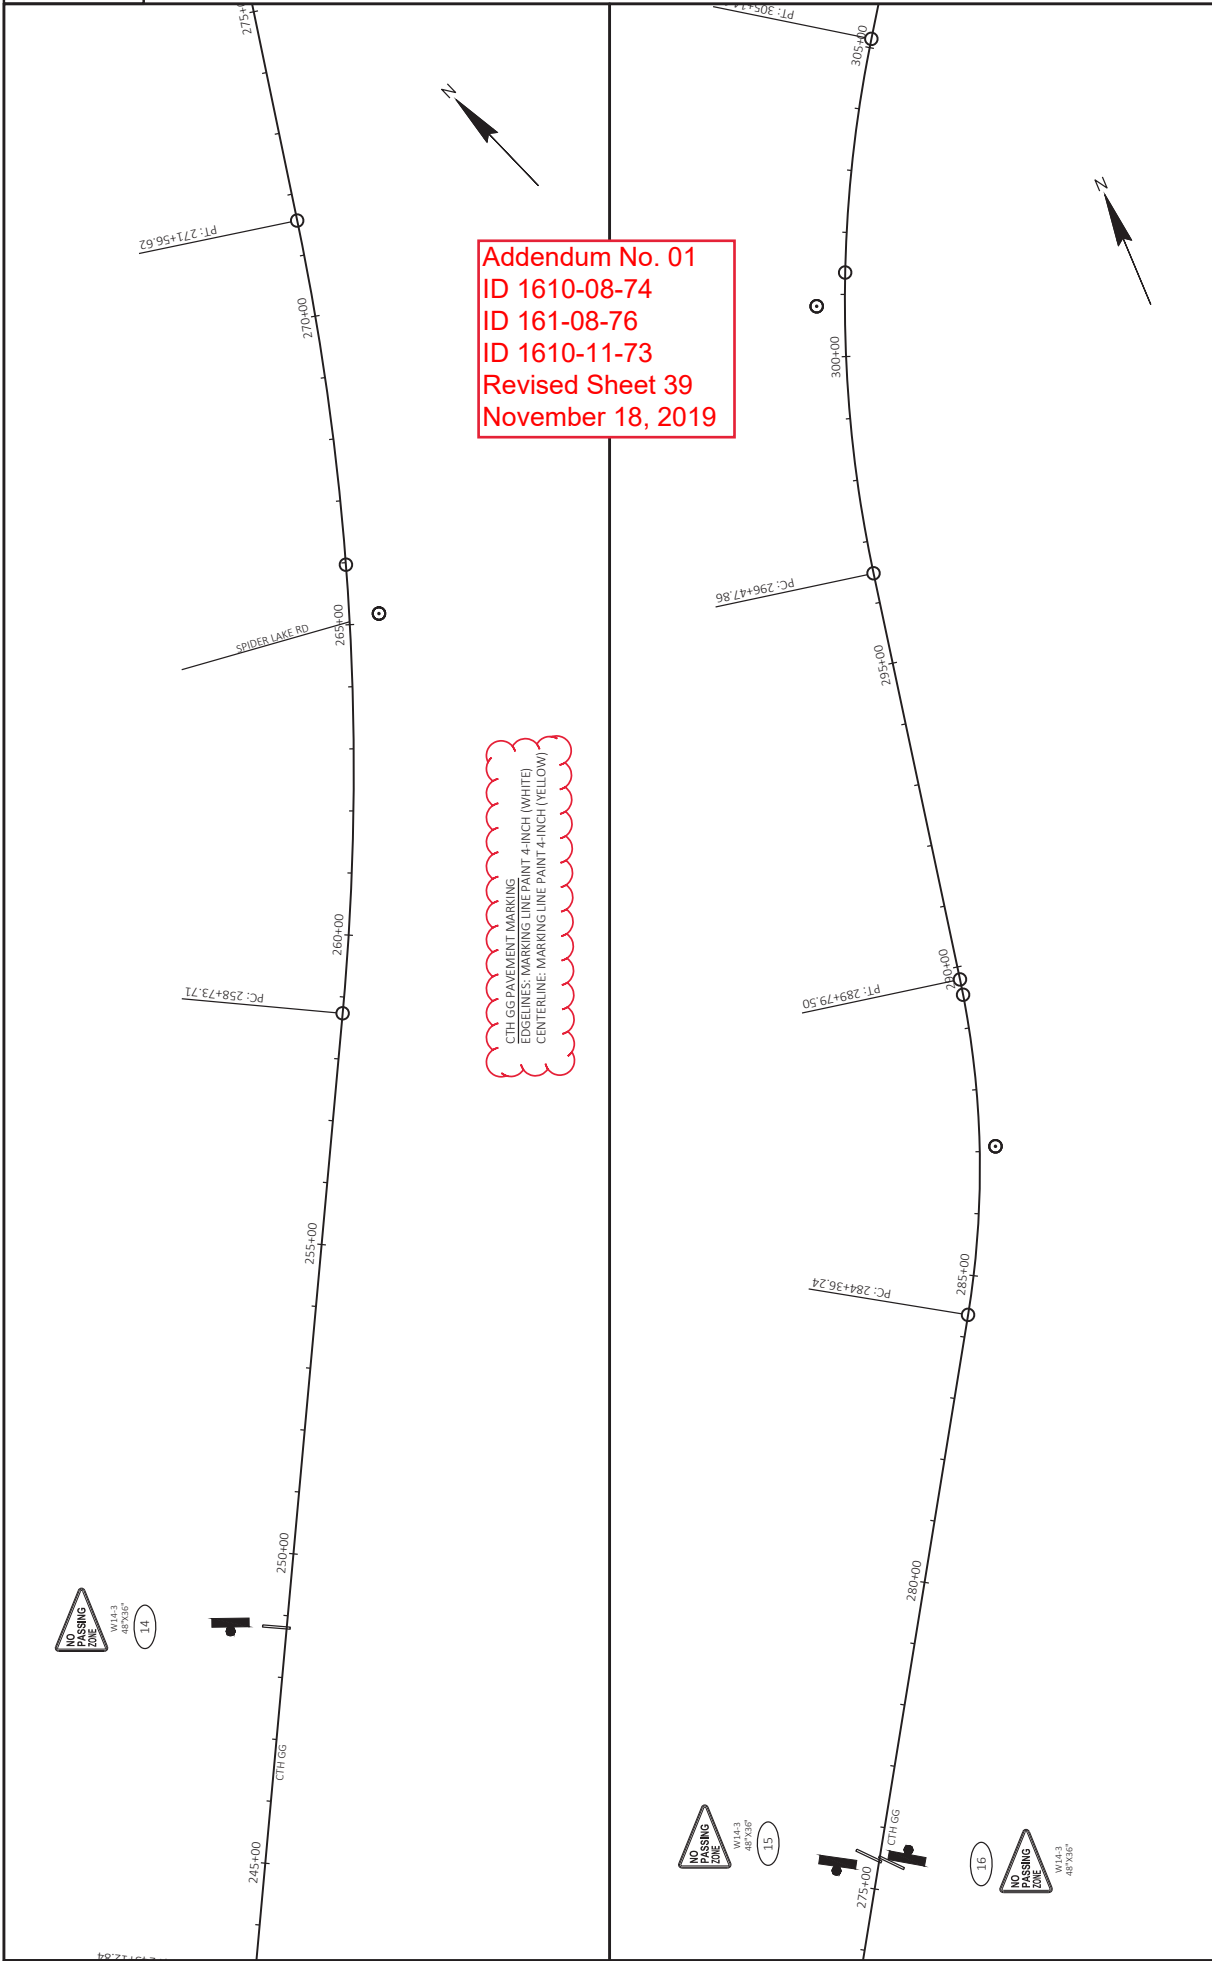 Addendum No. 01
ID 1610-08-74
ID 161-08-76
ID 1610-11-73
Revised Sheet 39
November 18, 2019
N
PT: 271+56.62
270+00
SPIDER LAKE RD
265+00
260+00
PC: 258+73.71
255+00
250+00
CTH GG
245+00
NO
PASSING
ZONE
W14-3
48"X36"
14
CTH GG PAVEMENT MARKING
EDGELINES: MARKING LINE PAINT 4-INCH (WHITE)
CENTERLINE: MARKING LINE PAINT 4-INCH (YELLOW)
305+00
N
300+00
PC: 296+47.86
295+00
290+00
PT: 289+79.50
285+00
PC: 284+36.24
280+00
CTH GG
275+00
NO
PASSING
ZONE
W14-3
48"X36"
15
16
NO
PASSING
ZONE
W14-3
48"X36"